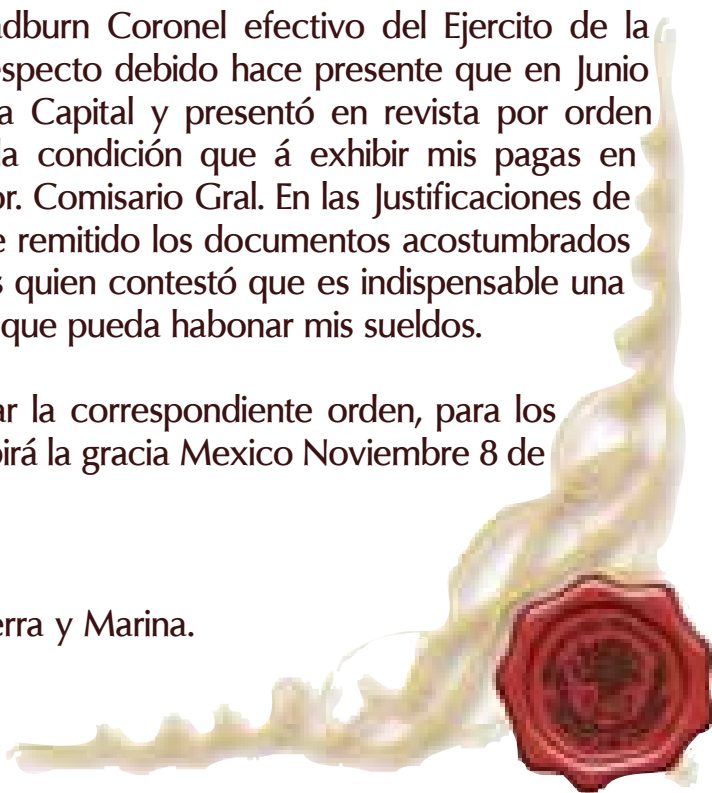 adburn Coronel efectivo del Ejercito de la
especto debido hace presente que en Junio
a Capital y presentó en revista por orden
la condición que á exhibir mis pagas en
or. Comisario Gral. En las Justificaciones de
e remitido los documentos acostumbrados
s quien contestó que es indispensable una
que pueda habonar mis sueldos.
ar la correspondiente orden, para los
birá la gracia Mexico Noviembre 8 de
erra y Marina.